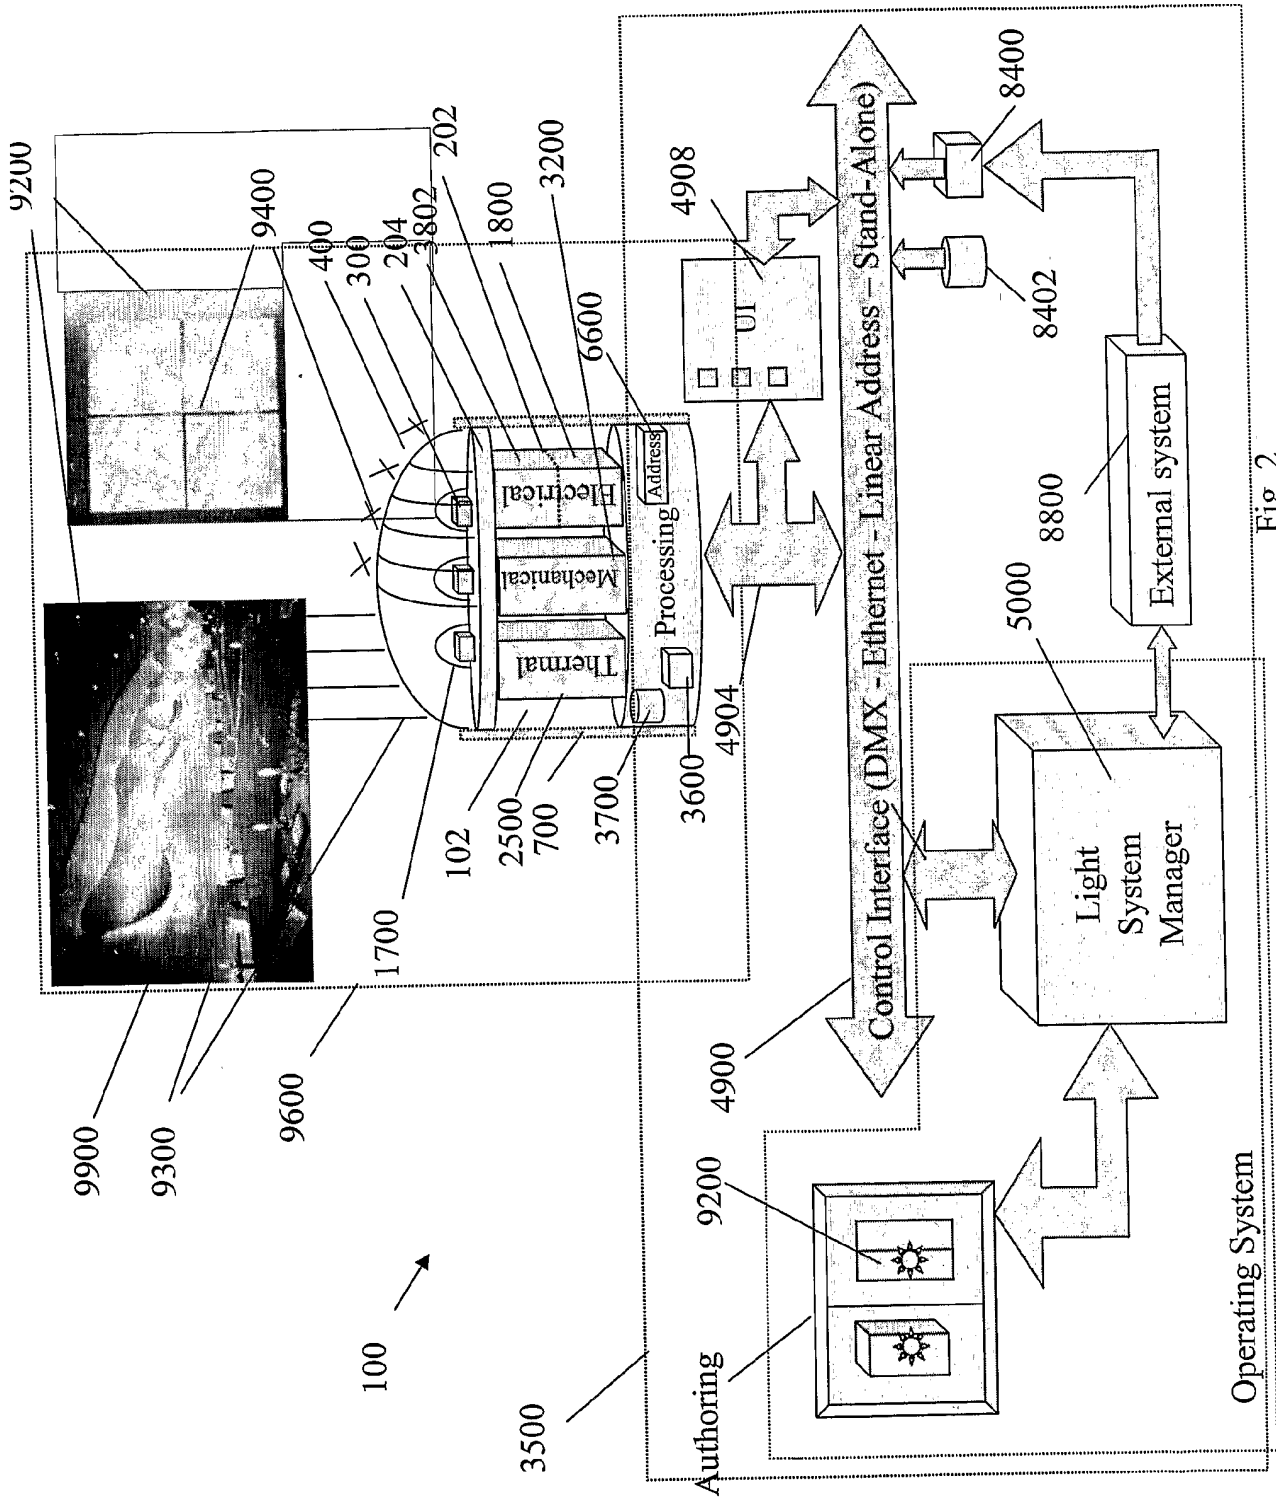 9200
9400
400
300
204
3802
202
1800
3200
9900
9300
9600
1700
102
2500
700
3700
3600
6600
Thermal
Mechanical
Electrical
Processing
Address
4904
4908
UI
100
3500
4900
Control Interface (DMX - Ethernet - Linear Address – Stand-Alone)
8400
8402
Authoring
9200
Light
System
Manager
5000
8800
External system
Operating System
Fig. 2